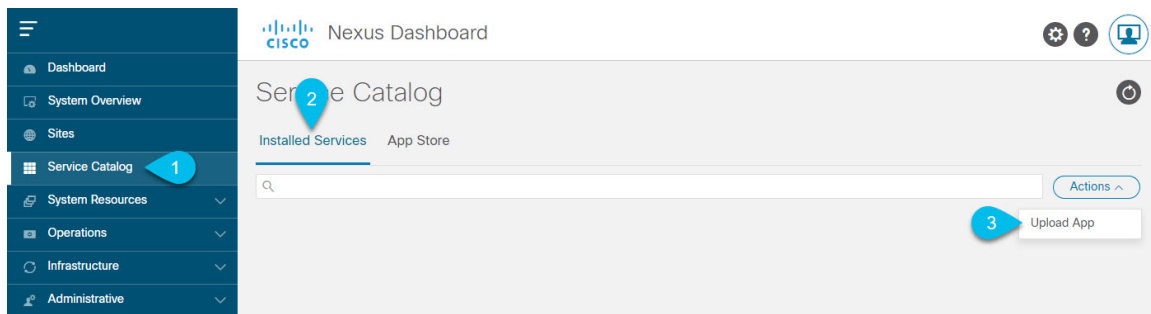 Dashboard
System Overview
Sites
Service Catalog 1
System Resources
Operations
Infrastructure
Administrative
CISCO Nexus Dashboard
?
2
Catalog
Installed Services App Store
Actions
3 Upload App